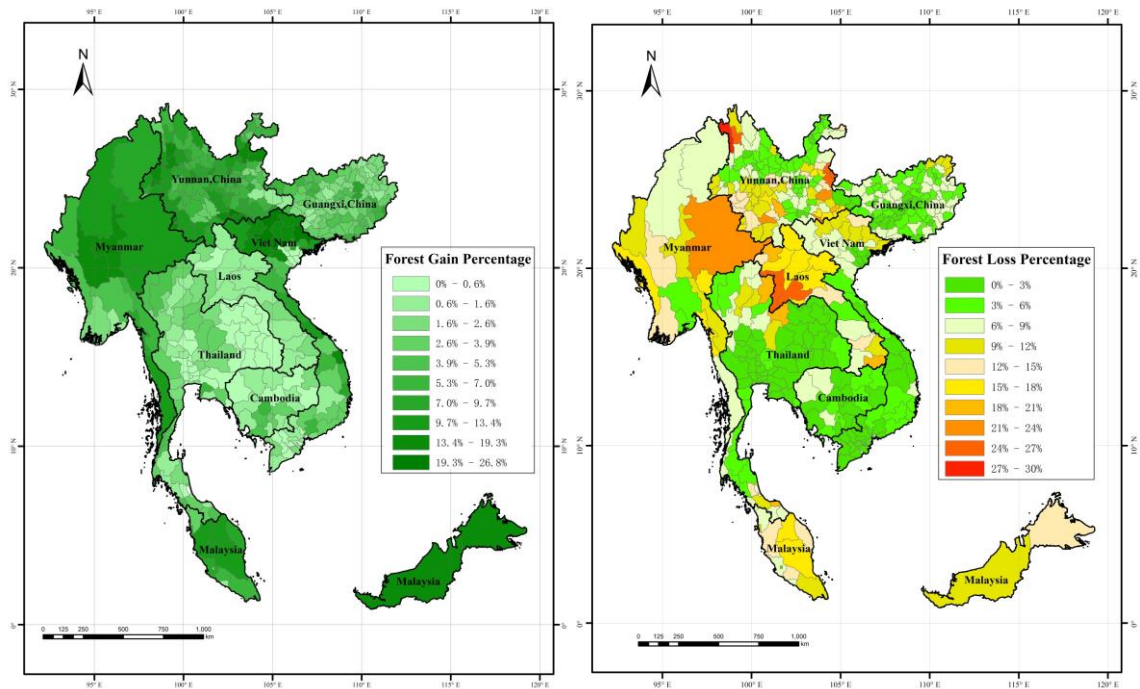 95° E 100° E 105° E 110° E 115° E 120° E
N
30° N
20° N
10° N
0°
Yunnan,China
Guangxi,China
Myanmar
Viet Nam
Laos
Thailand
Cambodia
Malaysia
Malaysia
Forest Gain Percentage
0% - 0.6%
0.6% - 1.6%
1.6% - 2.6%
2.6% - 3.9%
3.9% - 5.3%
5.3% - 7.0%
7.0% - 9.7%
9.7% - 13.4%
13.4% - 19.3%
19.3% - 26.8%
0 125 250 500 750 1,000
km
95° E 100° E 105° E 110° E 115° E 120° E
95° E 100° E 105° E 110° E 115° E 120° E
N
30° N 30° N
20° N 20° N
10° N 10° N
0° 0°
Yunnan,China
Guangxi,China
Myanmar
Viet Nam
Laos
Thailand
Cambodia
Malaysia
Malaysia
Forest Loss Percentage
0% - 3%
3% - 6%
6% - 9%
9% - 12%
12% - 15%
15% - 18%
18% - 21%
21% - 24%
24% - 27%
27% - 30%
0 125 250 500 750 1,000
km
95° E 100° E 105° E 110° E 115° E 120° E